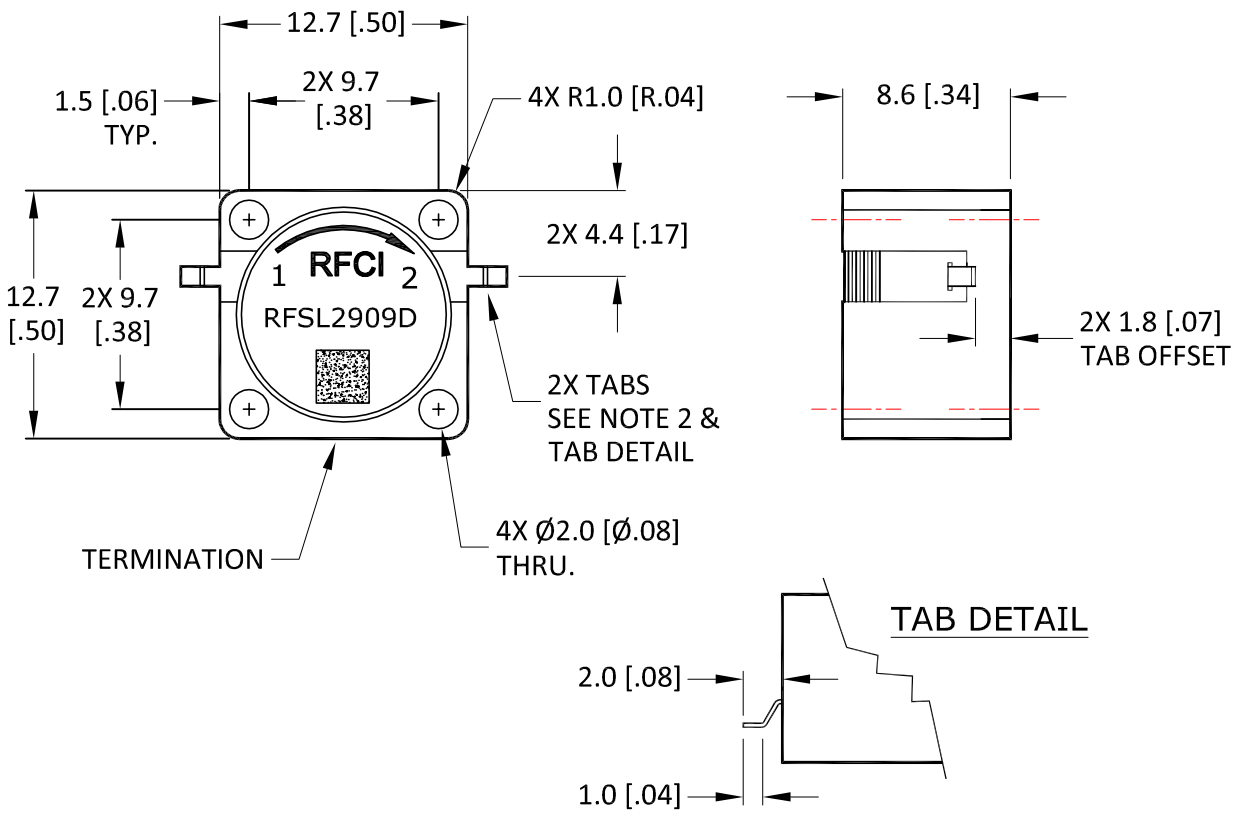 12.7 [.50]
1.5 [.06]
TYP.
2X 9.7
[.38]
4X R1.0 [R.04]
8.6 [.34]
2X 4.4 [.17]
12.7
[.50]
2X 9.7
[.38]
1
RFCI
2
RFSL2909D
2X 1.8 [.07]
TAB OFFSET
2X TABS
SEE NOTE 2 &
TAB DETAIL
4X Ø2.0 [Ø.08]
THRU.
TERMINATION
TAB DETAIL
2.0 [.08]
1.0 [.04]